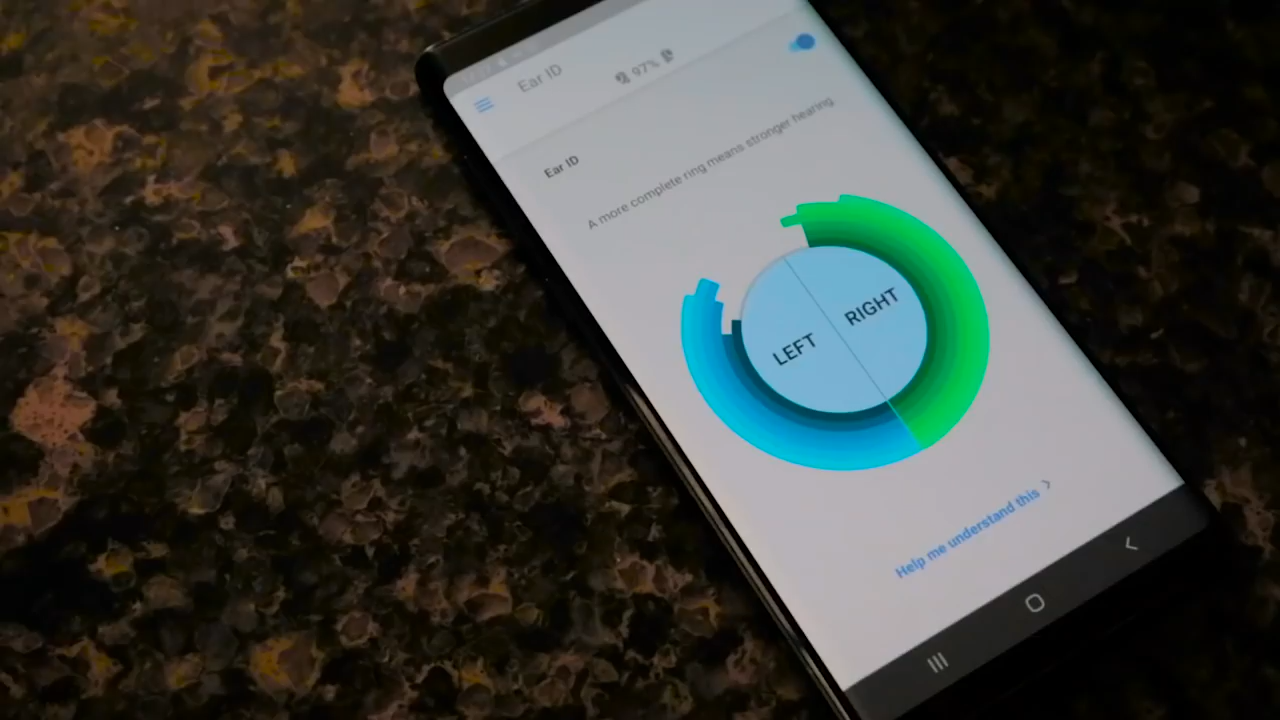 Ear ID
97%
Ear ID
A more complete ring means stronger hearing.
LEFT
RIGHT
Help me understand this >